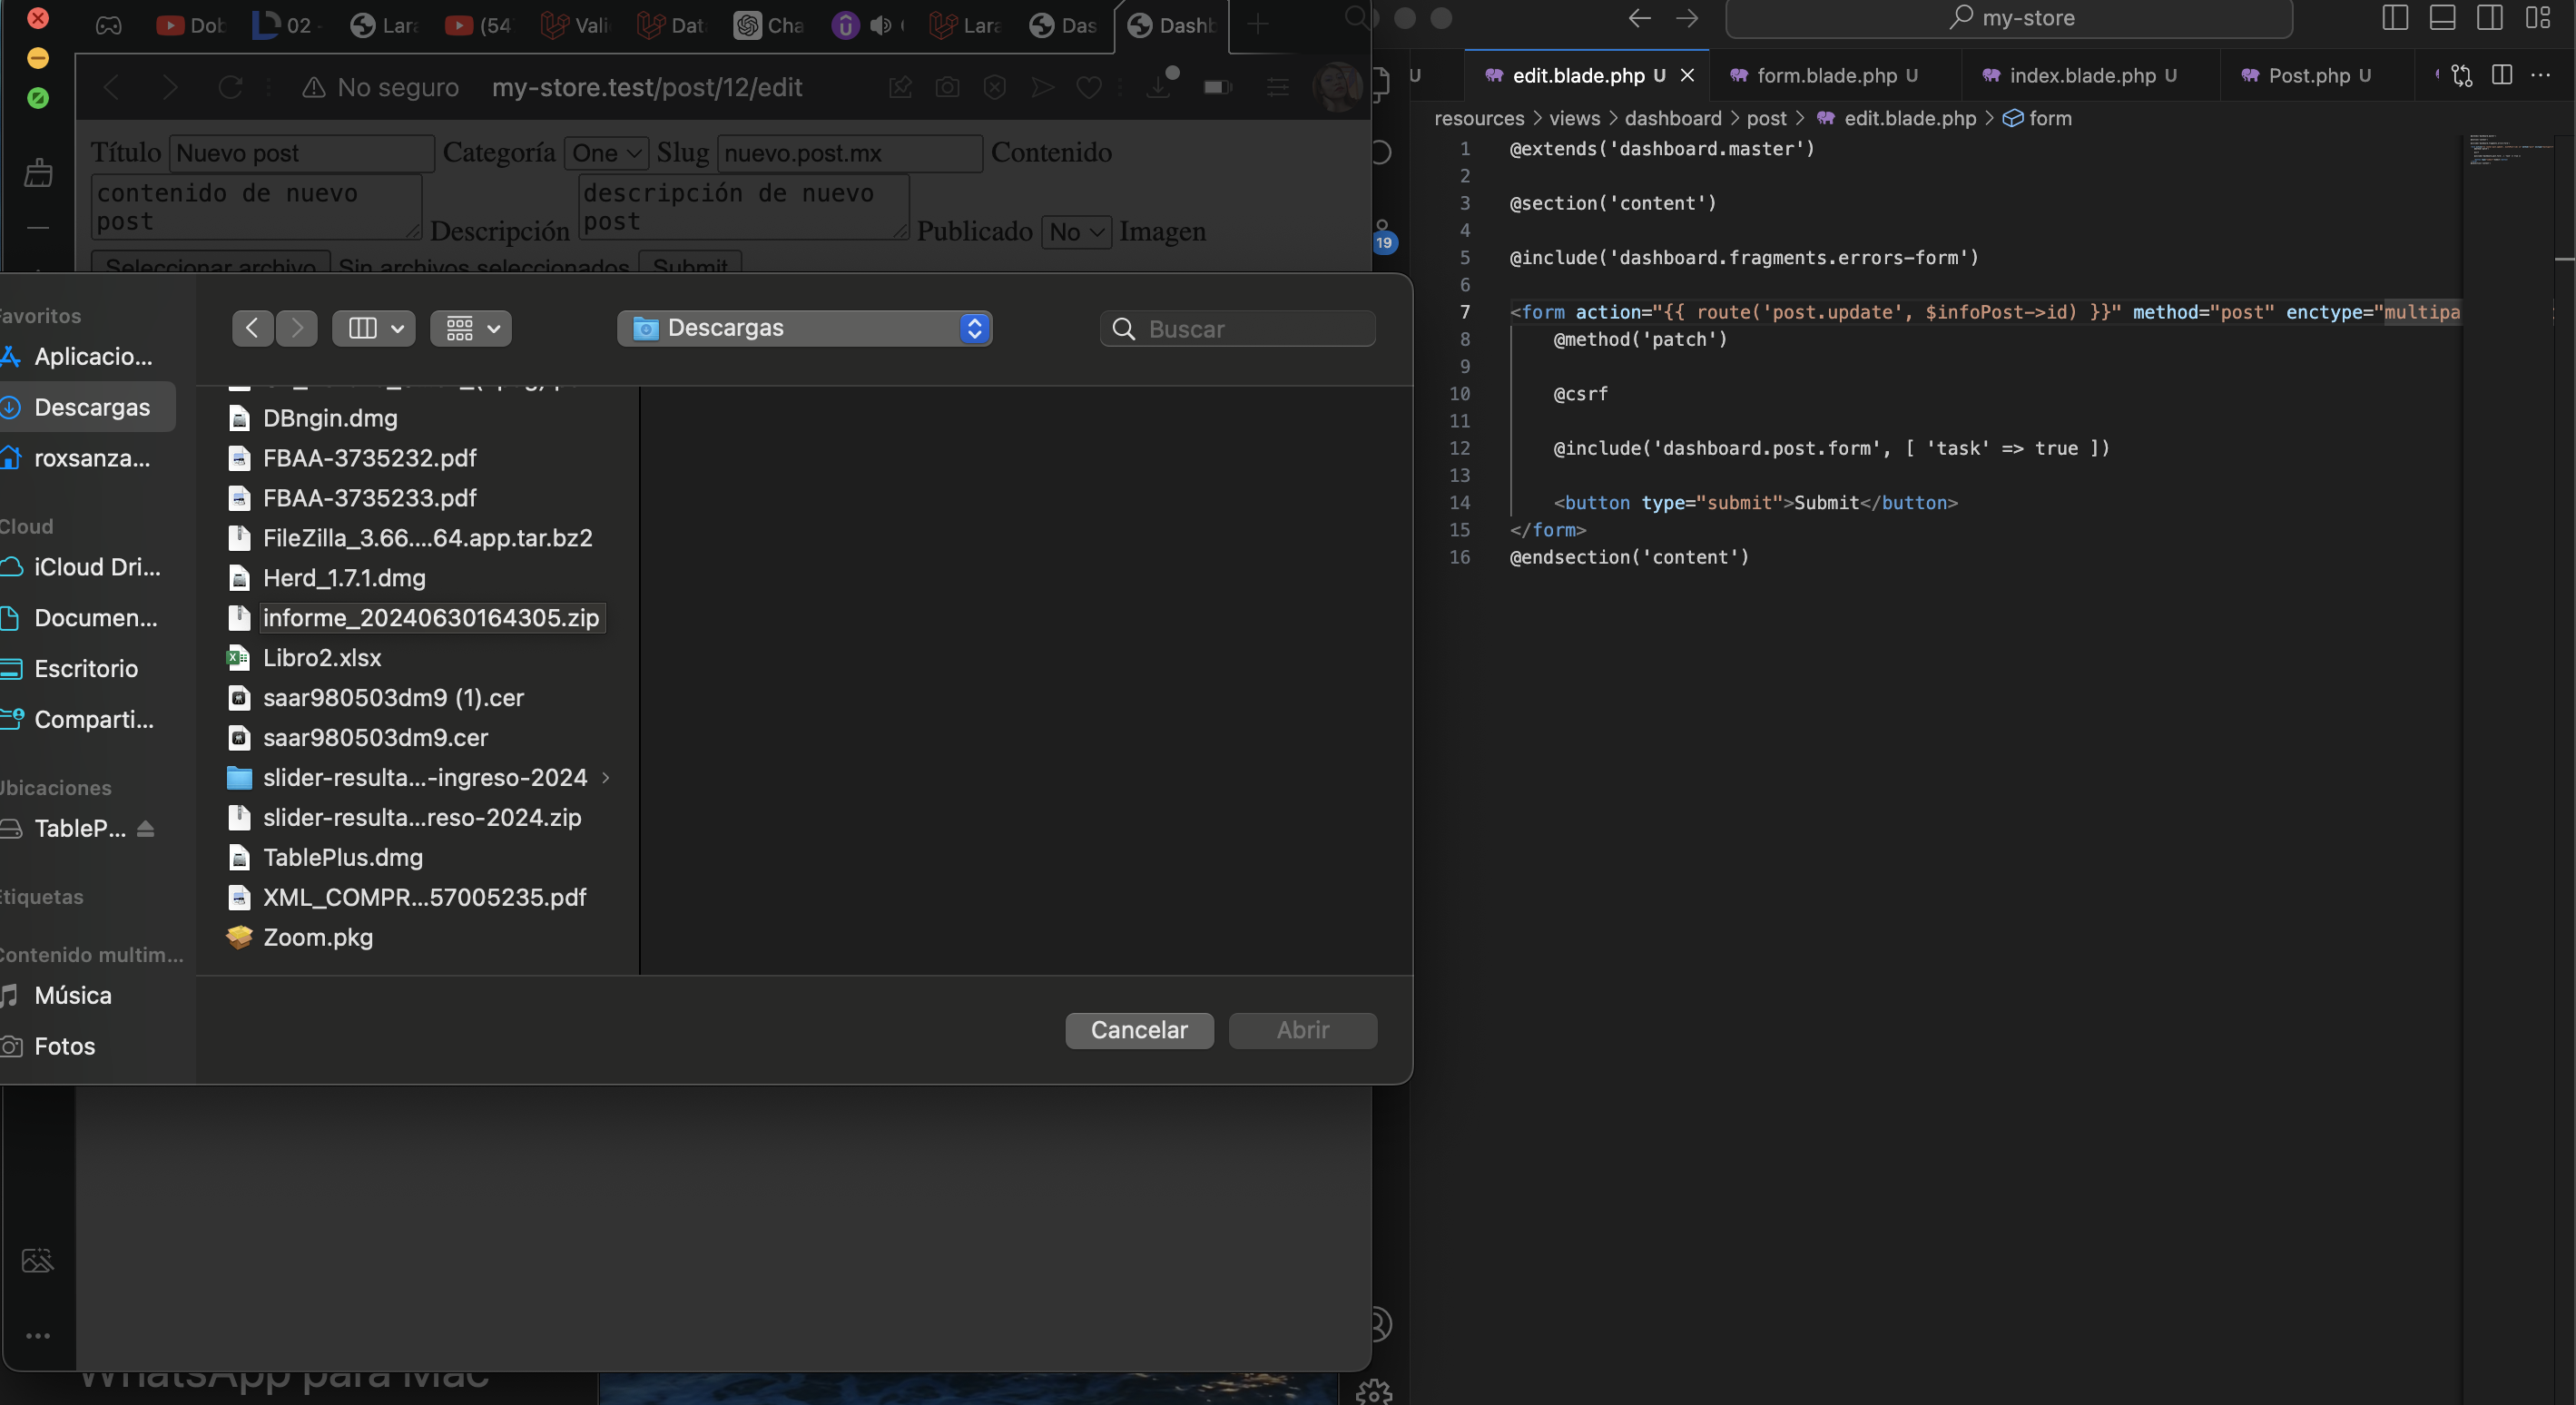 Dob
02
Lara
(54
Vali
Data
Cha
Lara
Das
Dashb
No seguro my-store.test/post/12/edit
Título Nuevo post Categoría One Slug nuevo.post.mx Contenido
contenido de nuevo post
Descripción
descripción de nuevo post
Publicado No Imagen
Seleccionar archivo Sin archivos seleccionados Submit
Descargas
Buscar
avoritos
Aplicacio...
Descargas
roxsanza...
Cloud
iCloud Dri...
Documen...
Escritorio
Comparti...
Ubicaciones
TableP...
Etiquetas
Contenido multim...
Música
Fotos
DBngin.dmg
FBAA-3735232.pdf
FBAA-3735233.pdf
FileZilla_3.66....64.app.tar.bz2
Herd_1.7.1.dmg
informe_20240630164305.zip
Libro2.xlsx
saar980503dm9 (1).cer
saar980503dm9.cer
slider-resulta...-ingreso-2024
slider-resulta...reso-2024.zip
TablePlus.dmg
XML_COMPR...57005235.pdf
Zoom.pkg
Cancelar
Abrir
WhatsApp para Mac
my-store
19
U
edit.blade.php U
form.blade.php U
index.blade.php U
Post.php U
resources > views > dashboard > post > edit.blade.php > form
1 @extends('dashboard.master')
2
3 @section('content')
4
5 @include('dashboard.fragments.errors-form')
6
7 <form action="{{ route('post.update', $infoPost->id) }}" method="post" enctype="multipa
8 @method('patch')
9
10 @csrf
11
12 @include('dashboard.post.form', [ 'task' => true ])
13
14 <button type="submit">Submit</button>
15 </form>
16 @endsection('content')